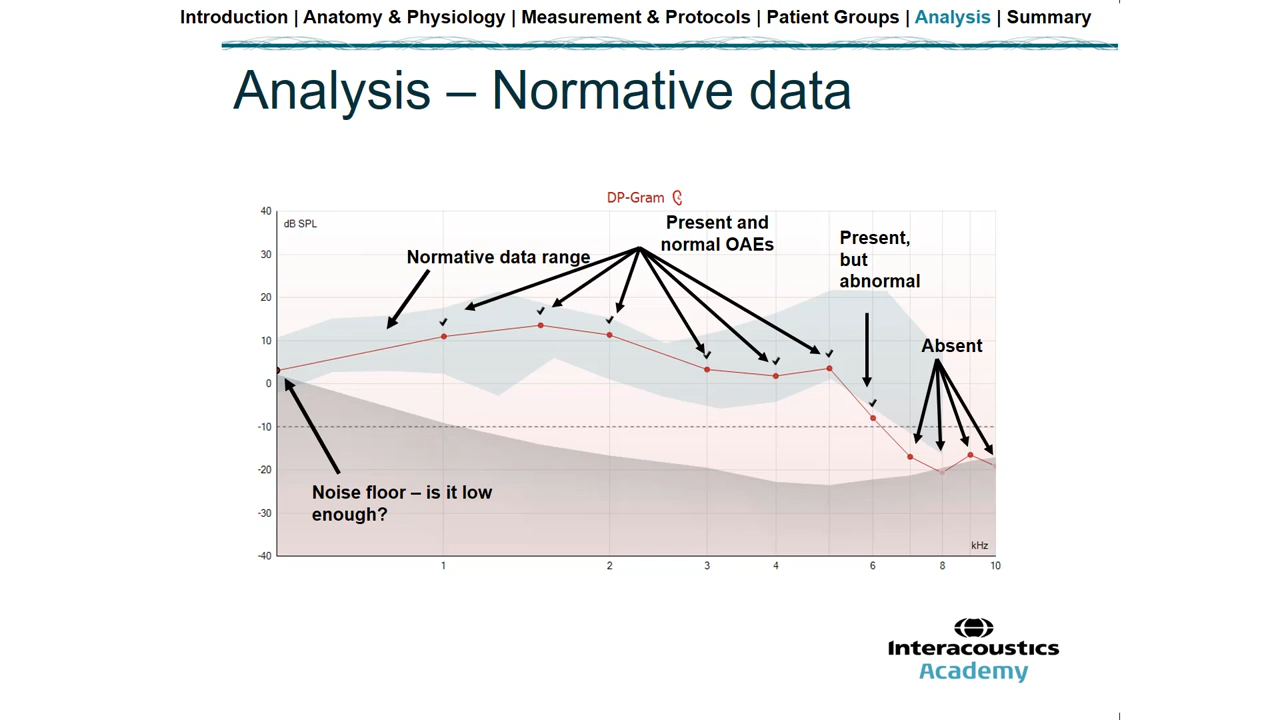 Introduction | Anatomy & Physiology | Measurement & Protocols | Patient Groups | Analysis | Summary
Analysis – Normative data
DP-Gram
40
dB SPL
30
20
10
0
-10
-20
-30
-40
Normative data range
Present and
normal OAEs
Present,
but
abnormal
Absent
Noise floor – is it low
enough?
kHz
1
2
3
4
6
8
10
Interacoustics
Academy